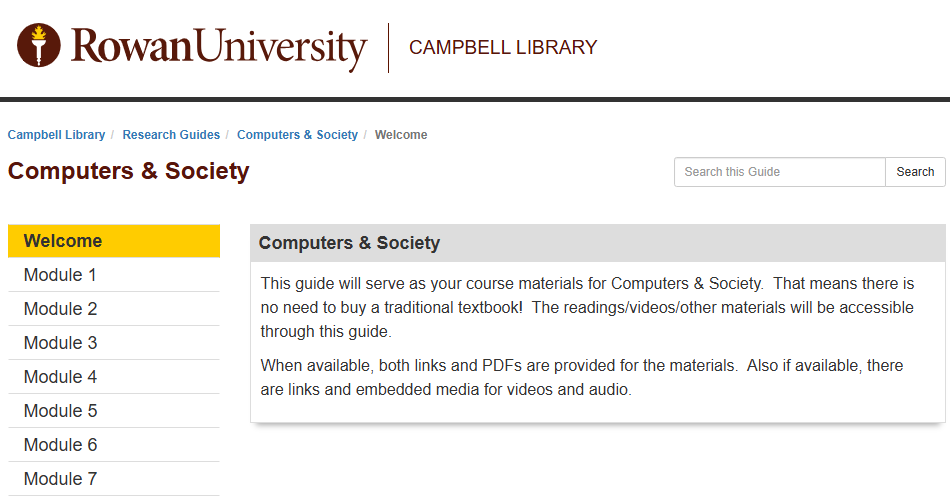 RowanUniversity
CAMPBELL LIBRARY
Campbell Library / Research Guides / Computers & Society / Welcome
Computers & Society
Search this Guide
Search
Welcome
Module 1
Module 2
Module 3
Module 4
Module 5
Module 6
Module 7
Computers & Society
This guide will serve as your course materials for Computers & Society.  That means there is
no need to buy a traditional textbook!  The readings/videos/other materials will be accessible
through this guide.
When available, both links and PDFs are provided for the materials.  Also if available, there
are links and embedded media for videos and audio.